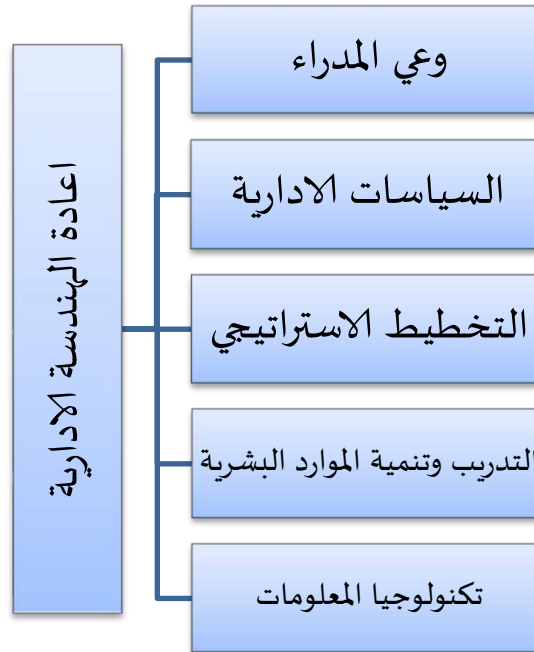 اعادة الهندسة الادارية
وعي المدراء
السياسات الادارية
التخطيط الاستراتيجي
التدريب وتنمية الموارد البشرية
تكنولوجيا المعلومات